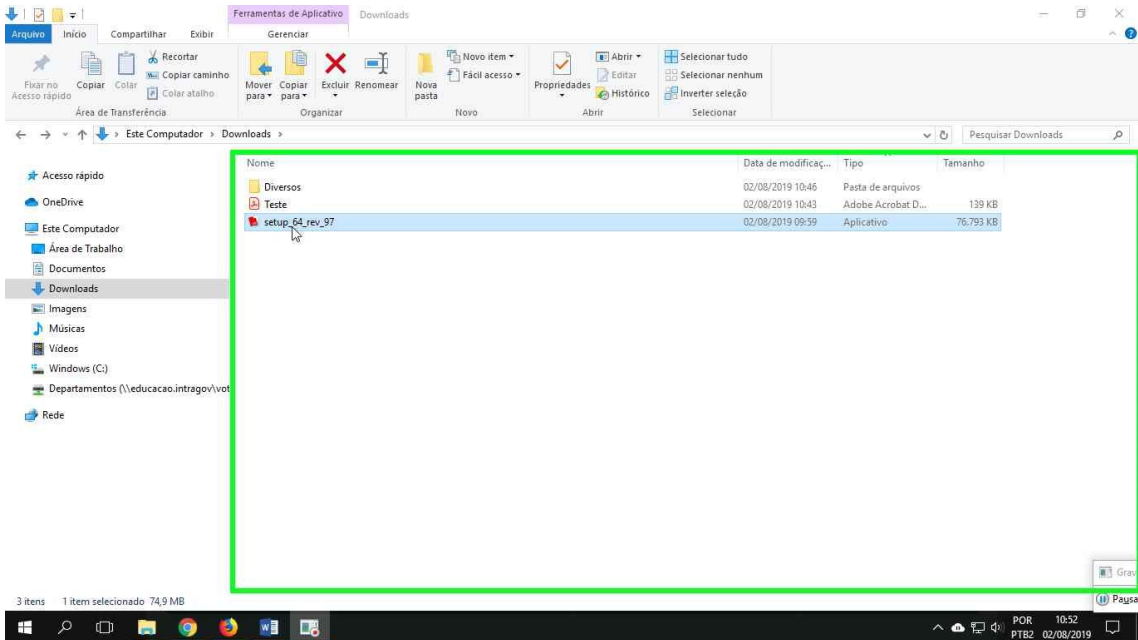 Ferramentas de Aplicativo Downloads
Arquivo Início Compartilhar Exibir Gerenciar
Fixar no Acesso rápido
Copiar
Colar
Recortar
Copiar caminho
Colar atalho
Área de Transferência
Mover para
Copiar para
Excluir
Renomear
Organizar
Nova pasta
Novo item
Fácil acesso
Novo
Propriedades
Abrir
Editar
Histórico
Abrir
Selecionar tudo
Selecionar nenhum
Inverter seleção
Selecionar
Este Computador > Downloads >
Pesquisar Downloads
Acesso rápido
OneDrive
Este Computador
Área de Trabalho
Documentos
Downloads
Imagens
Músicas
Vídeos
Windows (C:)
Departamentos (\\educacao.intragov\vot
Rede
Nome Data de modificaç... Tipo Tamanho
Diversos 02/08/2019 10:46 Pasta de arquivos
Teste 02/08/2019 10:43 Adobe Acrobat D... 139 KB
setup_64_rev_97 02/08/2019 09:59 Aplicativo 76.793 KB
Grav
Pausa
3 itens 1 item selecionado 74,9 MB
POR 10:52
PTB2 02/08/2019